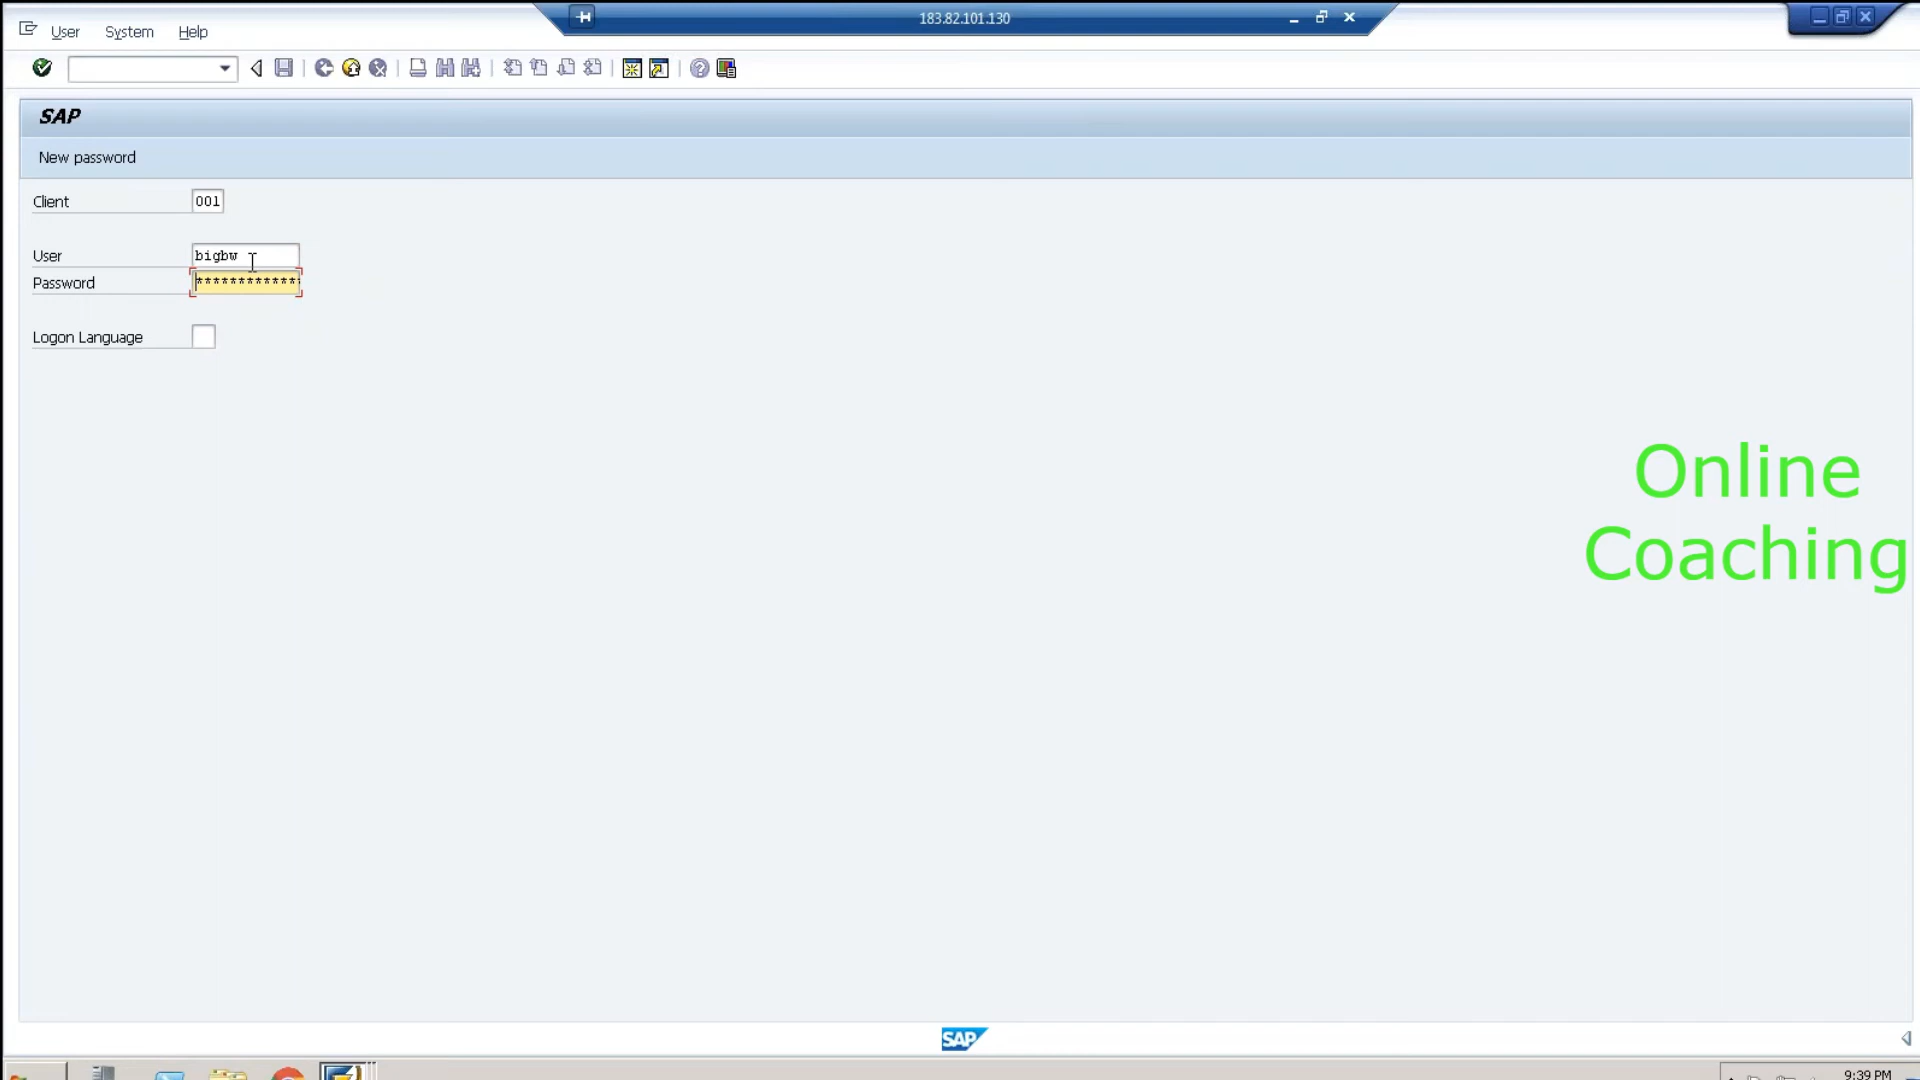 183.82.101.130
User System Help
SAP
New password
Client 001
User bigbw
Password *************
Logon Language
Online
Coaching
SAP
9:39 PM